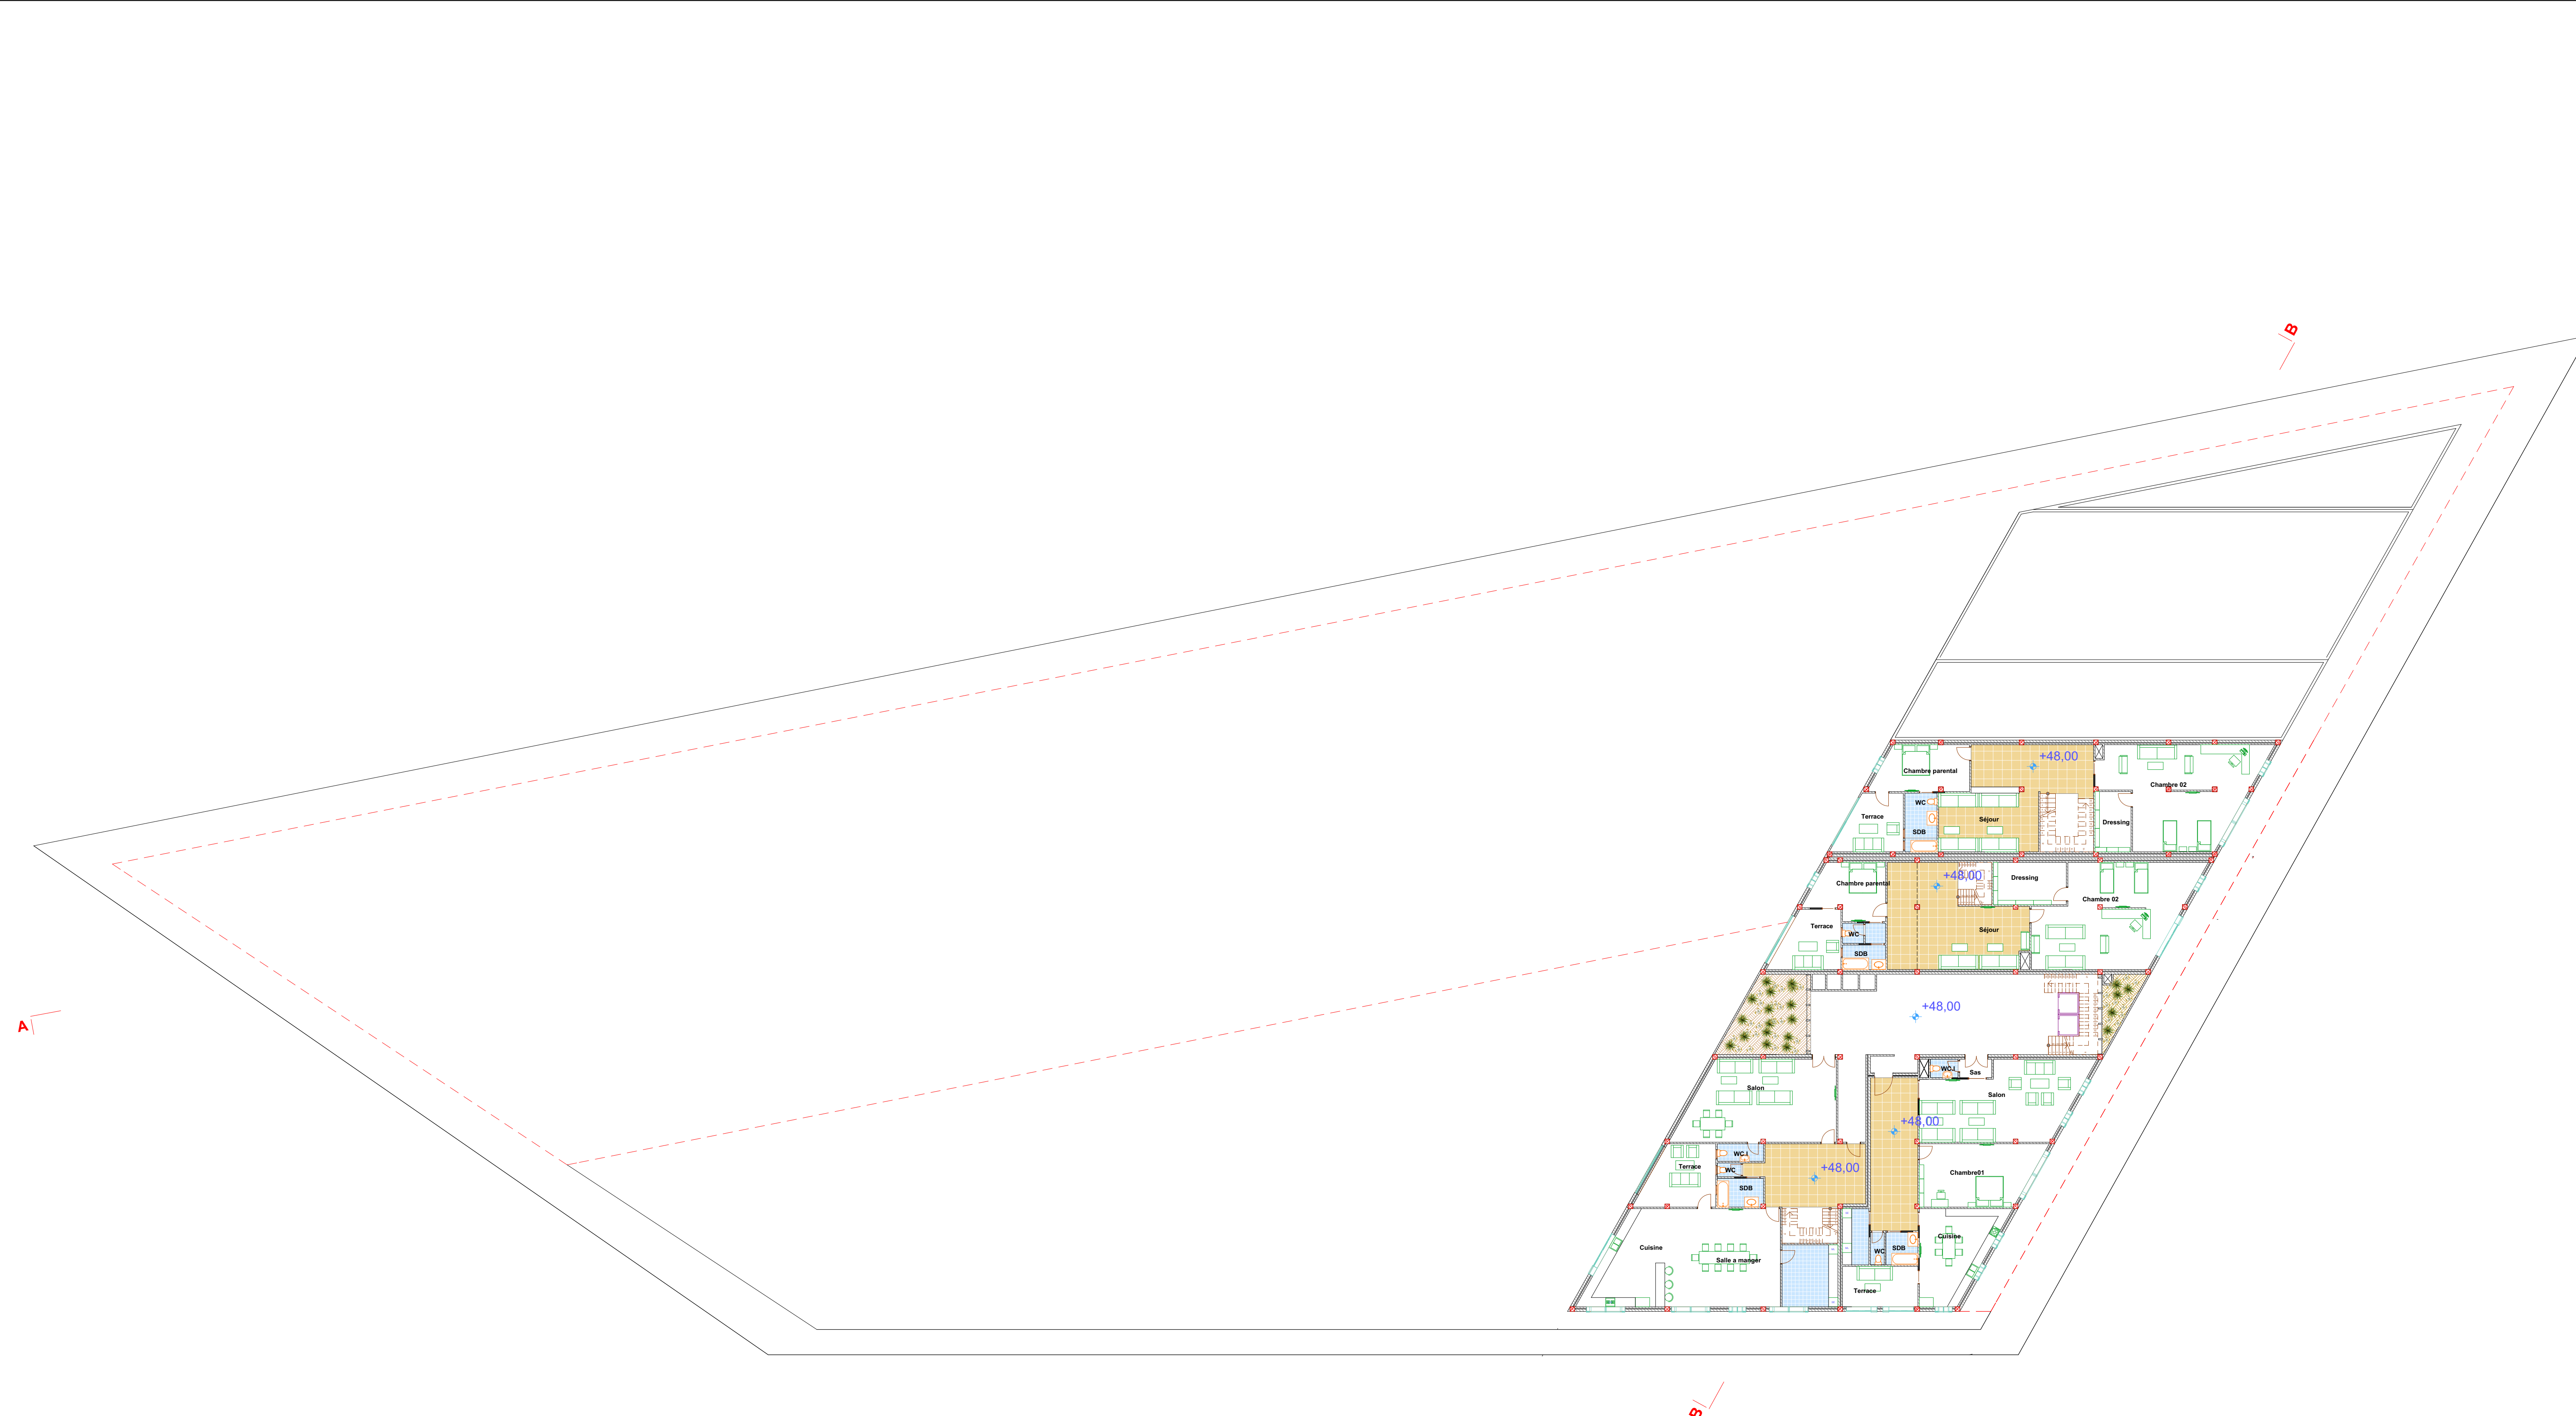 B
+48,00
Chambre parental
Chambre 02
WC
Terrace
Séjour
Dressing
SDB
+48,00
Dressing
Chambre parental
Chambre 02
Terrace
Séjour
WC
SDB
+48,00
A
WC I
Sas
Salon
Salon
+48,00
WC I
+48,00
Terrace
WC
Chambre01
SDB
Cuisine
Cuisine
SDB
WC
Salle a manger
Terrace
B